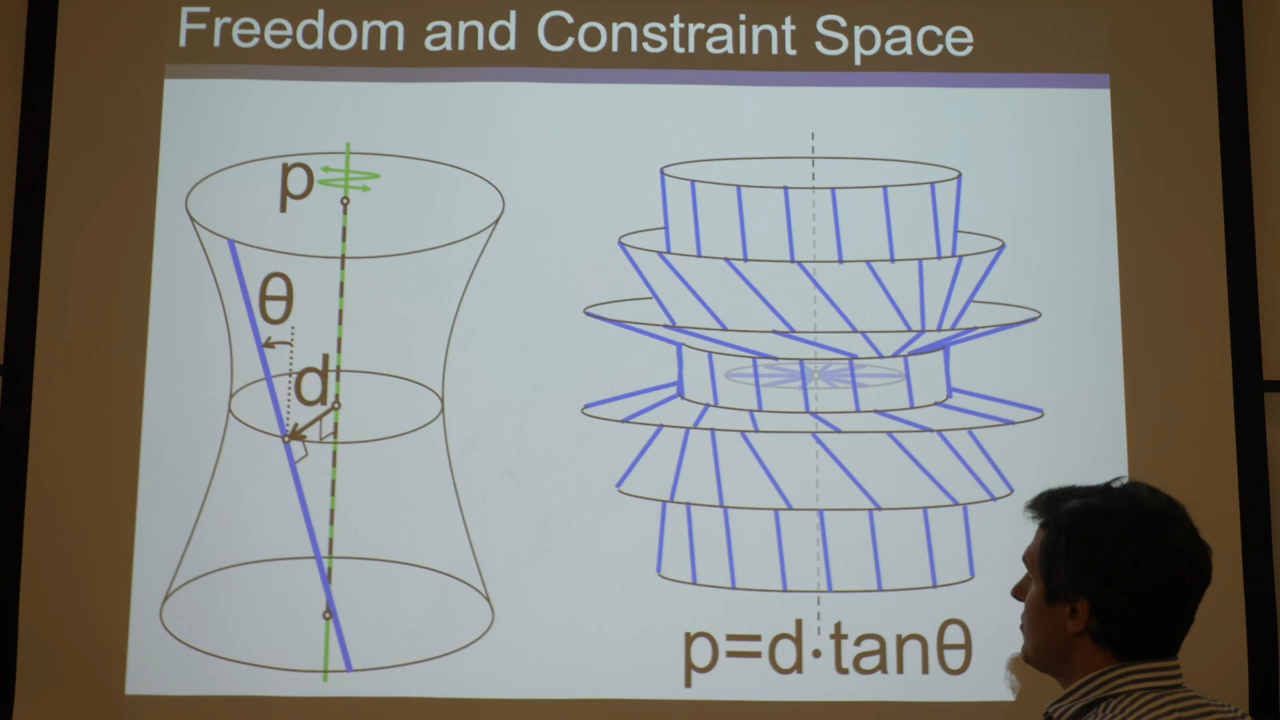 Freedom and Constraint Space
p
θ
d
p=d·tanθ